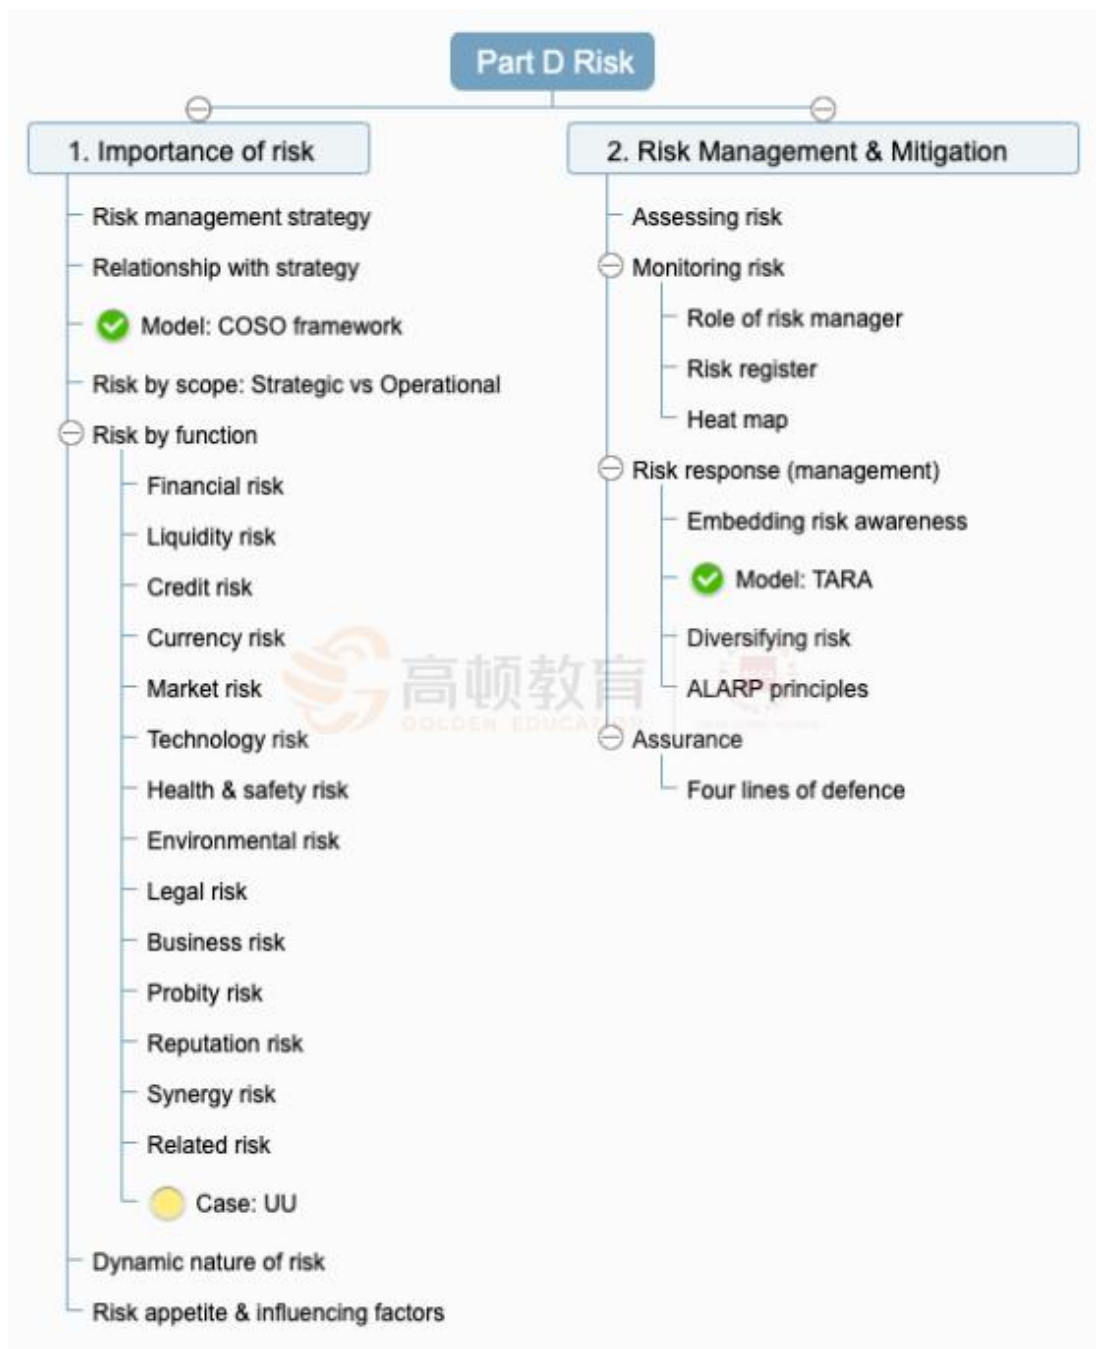 Part D Risk
1. Importance of risk
Risk management strategy
Relationship with strategy
Model: COSO framework
Risk by scope: Strategic vs Operational
Risk by function
Financial risk
Liquidity risk
Credit risk
Currency risk
Market risk
Technology risk
Health & safety risk
Environmental risk
Legal risk
Business risk
Probity risk
Reputation risk
Synergy risk
Related risk
Case: UU
Dynamic nature of risk
Risk appetite & influencing factors
2. Risk Management & Mitigation
Assessing risk
Monitoring risk
Role of risk manager
Risk register
Heat map
Risk response (management)
Embedding risk awareness
Model: TARA
Diversifying risk
ALARP principles
Assurance
Four lines of defence
高顿教育
GOLDEN EDUCATION